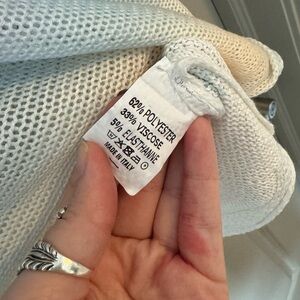 62% POLYESTER
33% VISCOSE
5% ELASTHANNE
MADE IN ITALY